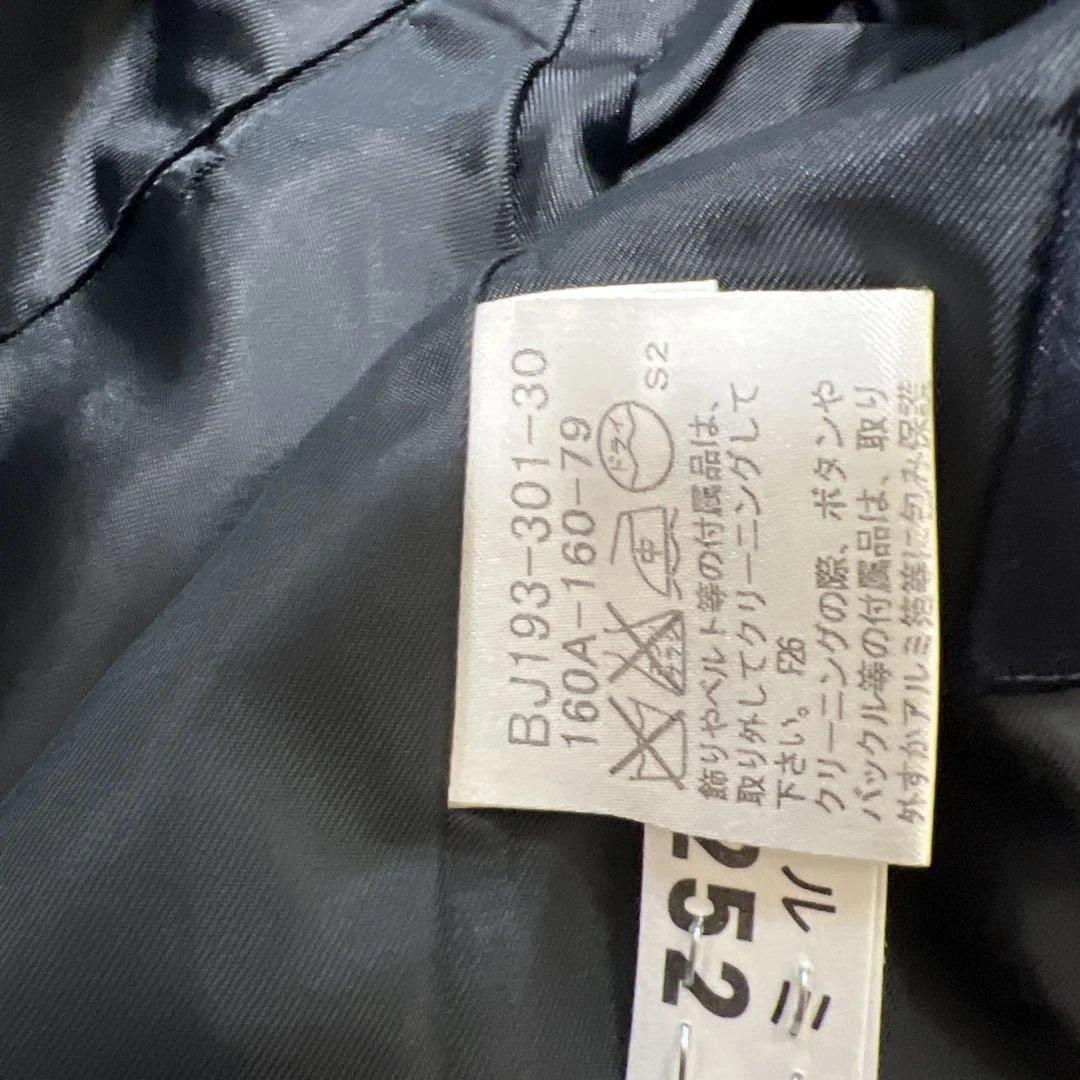 BJ193-301-30
160A-160-79
中 ドライ
S2
飾りやベルト等の付属品は、
取り外してクリーニングして
下さい。 F26
クリーニングの際、ボタンや
バックル等の付属品は、取り
外すかアルミ箔等に包み保護
252